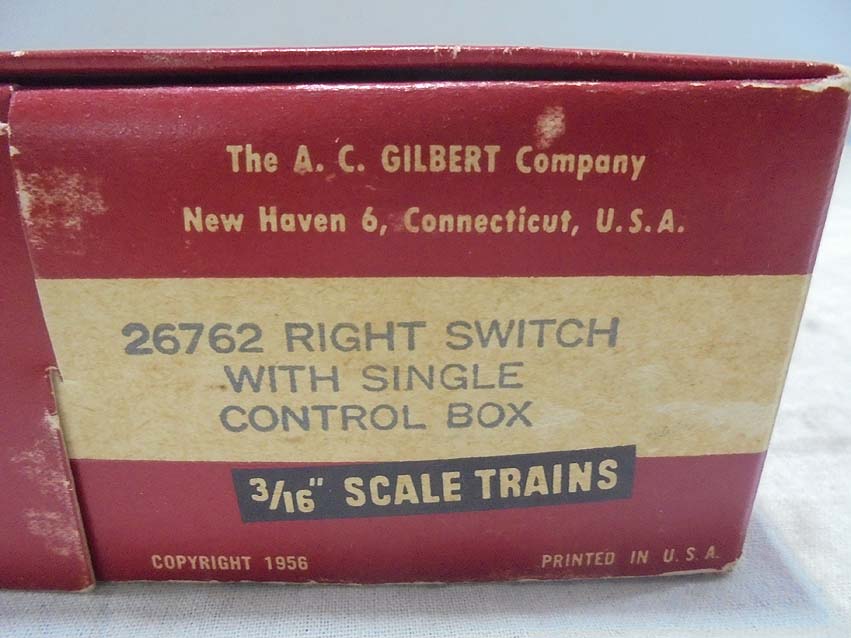 The A. C. GILBERT Company
New Haven 6, Connecticut, U.S.A.
26762 RIGHT SWITCH
WITH SINGLE
CONTROL BOX
3/16" SCALE TRAINS
COPYRIGHT 1956
PRINTED IN U.S.A.